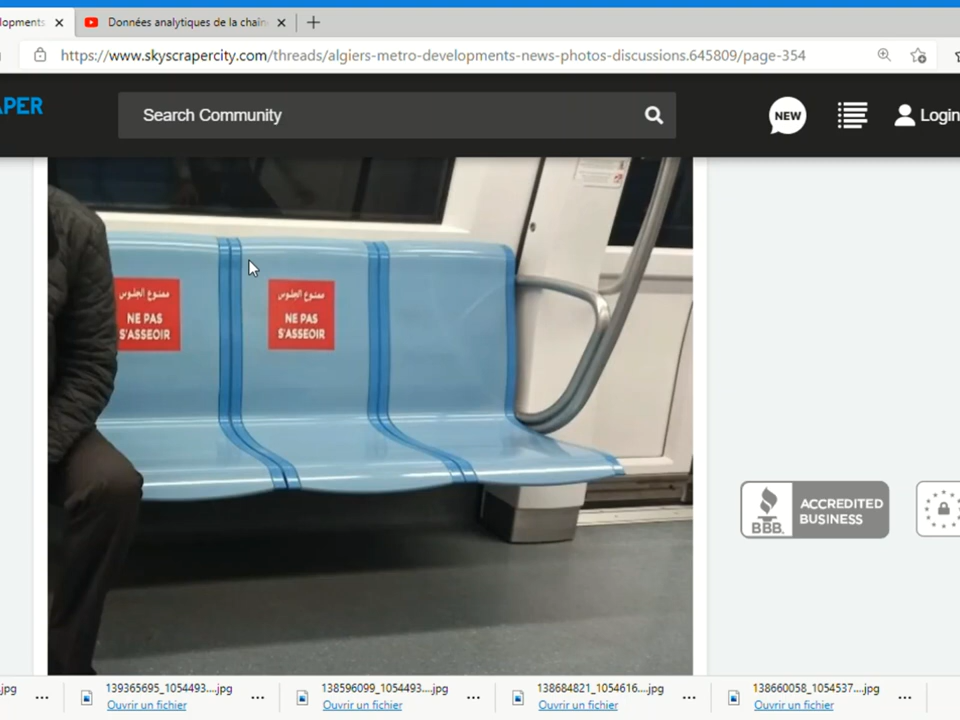 lopments
Données analytiques de la chaîn
https://www.skyscrapercity.com/threads/algiers-metro-developments-news-photos-discussions.645809/page-354
APER
Search Community
NEW
Login
ممنوع الجلوس
NE PAS
S'ASSEOIR
ممنوع الجلوس
NE PAS
S'ASSEOIR
BBB.
ACCREDITED
BUSINESS
...jpg
139365695_1054493....jpg
Ouvrir un fichier
138596099_1054493....jpg
Ouvrir un fichier
138684821_1054616....jpg
Ouvrir un fichier
138660058_1054537....jpg
Ouvrir un fichier